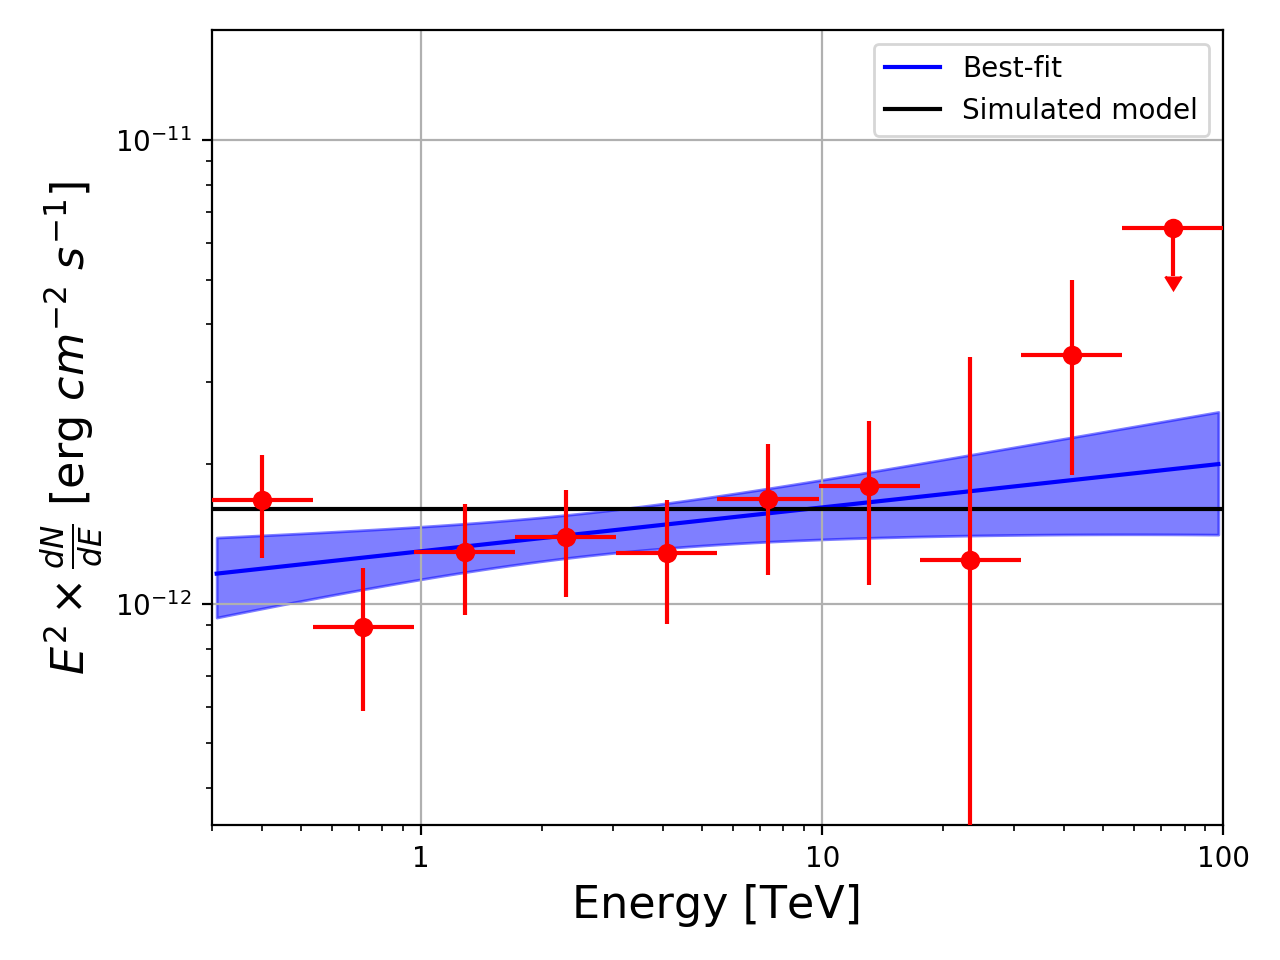 Best-fit
Simulated model
10⁻¹¹
10⁻¹²
E² × dN/dE [erg cm⁻² s⁻¹]
1 10 100
Energy [TeV]